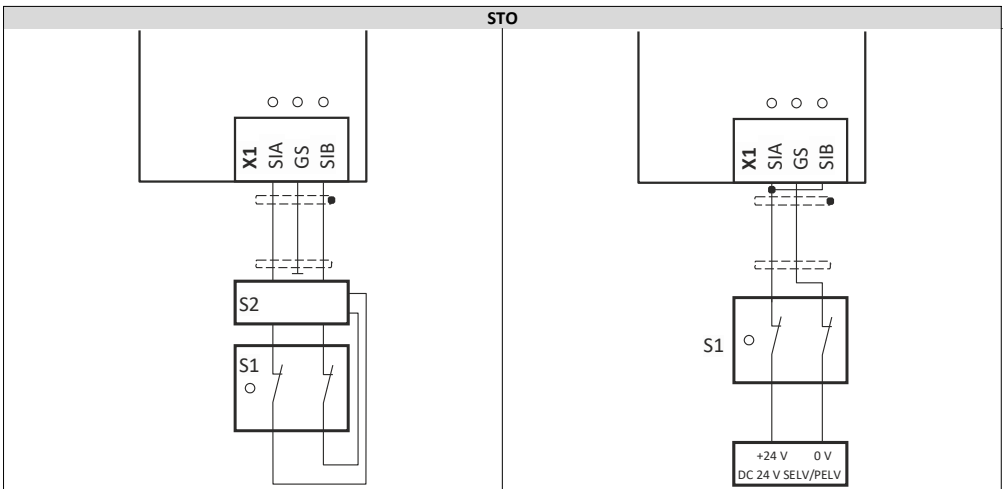 STO
X1 SIA GS SIB
S2
S1
X1 SIA GS SIB
S1
+24 V 0 V
DC 24 V SELV/PELV